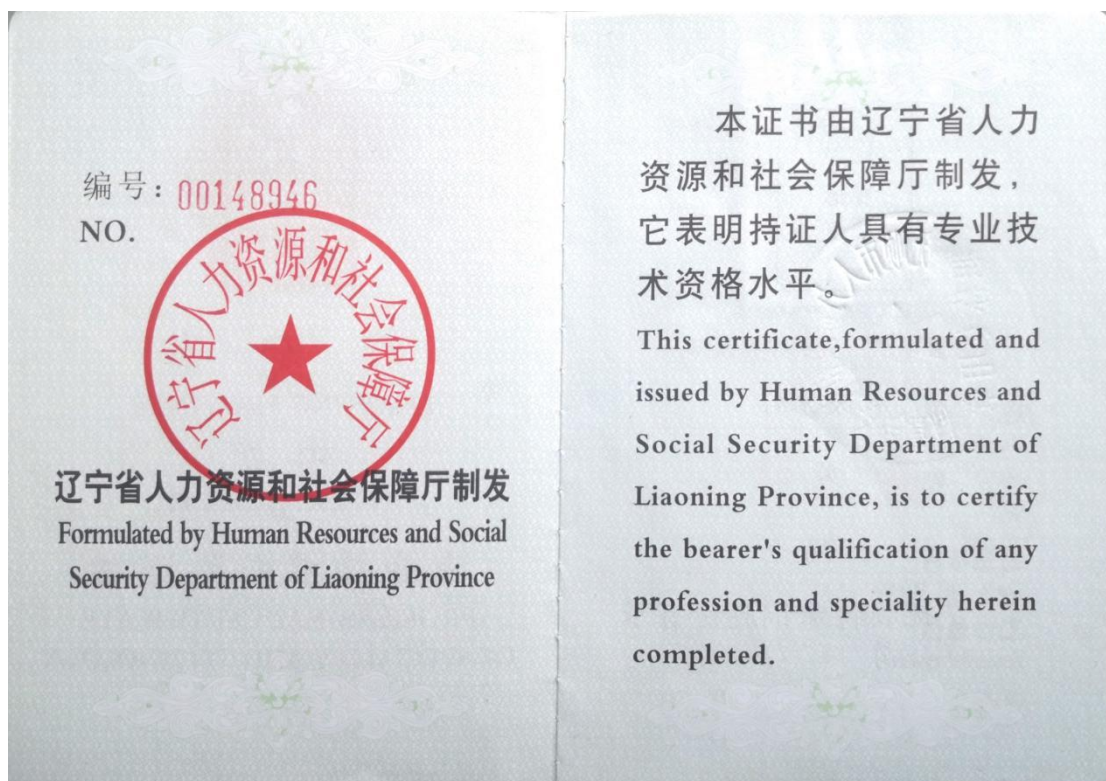 编号：00148946
NO.
辽宁省人力资源和社会保障厅
辽宁省人力资源和社会保障厅制发
Formulated by Human Resources and Social
Security Department of Liaoning Province
本证书由辽宁省人力
资源和社会保障厅制发，
它表明持证人具有专业技
术资格水平。
This certificate,formulated and
issued by Human Resources and
Social Security Department of
Liaoning Province, is to certify
the bearer's qualification of any
profession and speciality herein
completed.